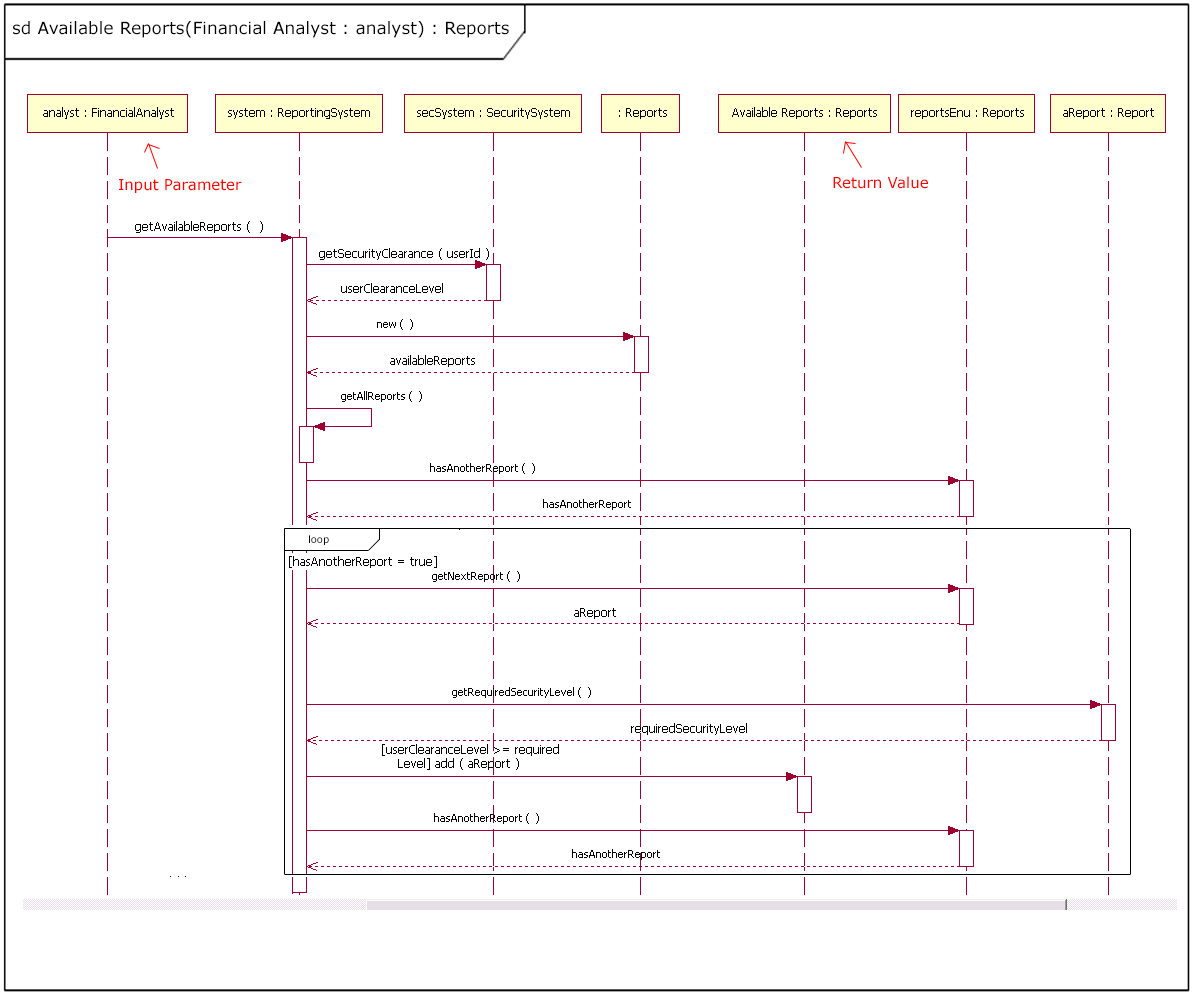 sd Available Reports(Financial Analyst : analyst) : Reports
analyst : FinancialAnalyst
system : ReportingSystem
secSystem : SecuritySystem
: Reports
Available Reports : Reports
reportsEnu : Reports
aReport : Report
Input Parameter
Return Value
getAvailableReports ( )
getSecurityClearance ( userId )
userClearanceLevel
new ( )
availableReports
getAllReports ( )
hasAnotherReport ( )
hasAnotherReport
loop
[hasAnotherReport = true]
getNextReport ( )
aReport
getRequiredSecurityLevel ( )
requiredSecurityLevel
[userClearanceLevel >= required
Level] add ( aReport )
hasAnotherReport ( )
hasAnotherReport
. . .